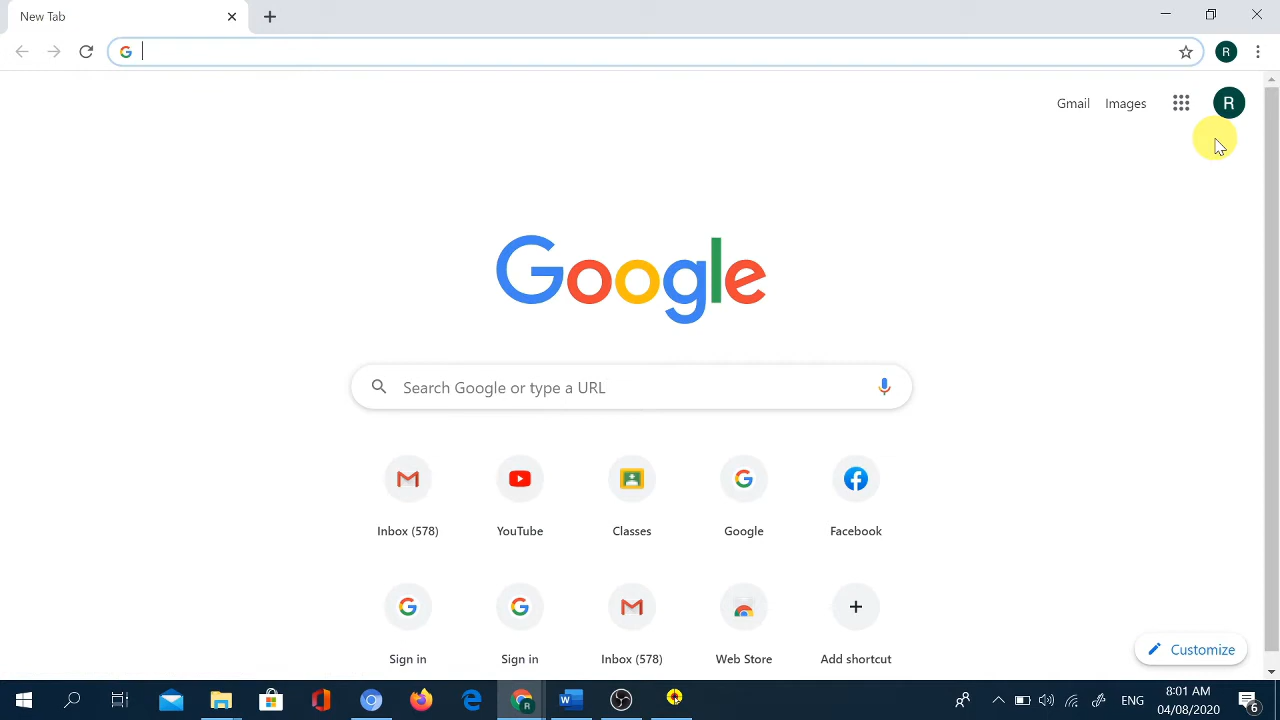 New Tab
R
Gmail Images R
Google
Search Google or type a URL
Inbox (578) YouTube Classes Google Facebook
Sign in Sign in Inbox (578) Web Store Add shortcut
Customize
R W ENG 8:01 AM 6
04/08/2020